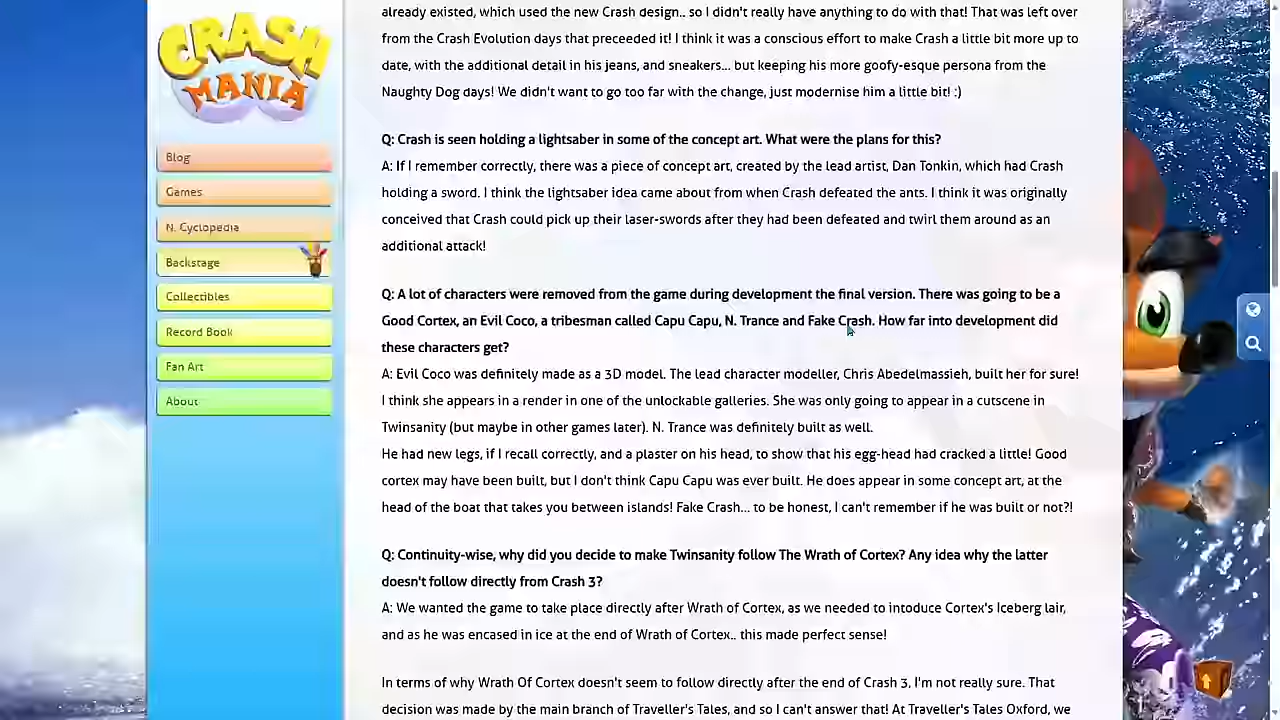 CRASH
MANIA
Blog
Games
N. Cyclopedia
Backstage
Collectibles
Record Book
Fan Art
About
already existed, which used the new Crash design.. so I didn't really have anything to do with that! That was left over
from the Crash Evolution days that preceeded it! I think it was a conscious effort to make Crash a little bit more up to
date, with the additional detail in his jeans, and sneakers... but keeping his more goofy-esque persona from the
Naughty Dog days! We didn't want to go too far with the change, just modernise him a little bit! :)
Q: Crash is seen holding a lightsaber in some of the concept art. What were the plans for this?
A: If I remember correctly, there was a piece of concept art, created by the lead artist, Dan Tonkin, which had Crash
holding a sword. I think the lightsaber idea came about from when Crash defeated the ants. I think it was originally
conceived that Crash could pick up their laser-swords after they had been defeated and twirl them around as an
additional attack!
Q: A lot of characters were removed from the game during development the final version. There was going to be a
Good Cortex, an Evil Coco, a tribesman called Capu Capu, N. Trance and Fake Crash. How far into development did
these characters get?
A: Evil Coco was definitely made as a 3D model. The lead character modeller, Chris Abedelmassieh, built her for sure!
I think she appears in a render in one of the unlockable galleries. She was only going to appear in a cutscene in
Twinsanity (but maybe in other games later). N. Trance was definitely built as well.
He had new legs, if I recall correctly, and a plaster on his head, to show that his egg-head had cracked a little! Good
cortex may have been built, but I don't think Capu Capu was ever built. He does appear in some concept art, at the
head of the boat that takes you between islands! Fake Crash... to be honest, I can't remember if he was built or not?!
Q: Continuity-wise, why did you decide to make Twinsanity follow The Wrath of Cortex? Any idea why the latter
doesn't follow directly from Crash 3?
A: We wanted the game to take place directly after Wrath of Cortex, as we needed to intoduce Cortex's Iceberg lair,
and as he was encased in ice at the end of Wrath of Cortex.. this made perfect sense!
In terms of why Wrath Of Cortex doesn't seem to follow directly after the end of Crash 3, I'm not really sure. That
decision was made by the main branch of Traveller's Tales, and so I can't answer that! At Traveller's Tales Oxford, we